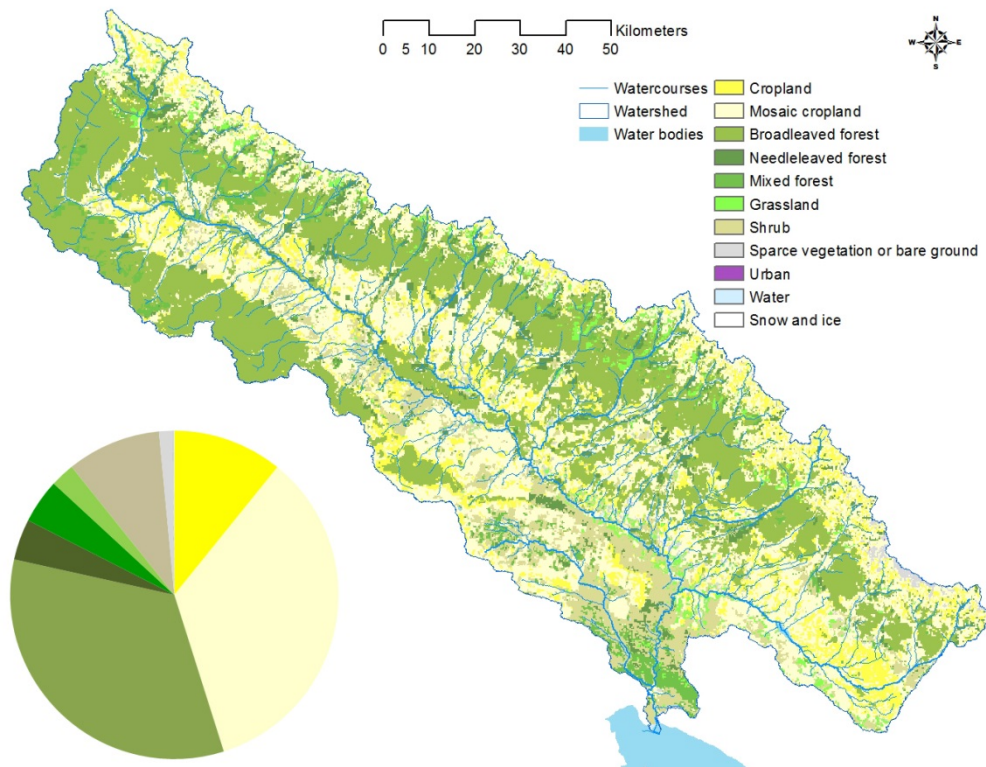 Kilometers
0 5 10 20 30 40 50
N
W E
S
Watercourses
Watershed
Water bodies
Cropland
Mosaic cropland
Broadleaved forest
Needleleaved forest
Mixed forest
Grassland
Shrub
Sparce vegetation or bare ground
Urban
Water
Snow and ice